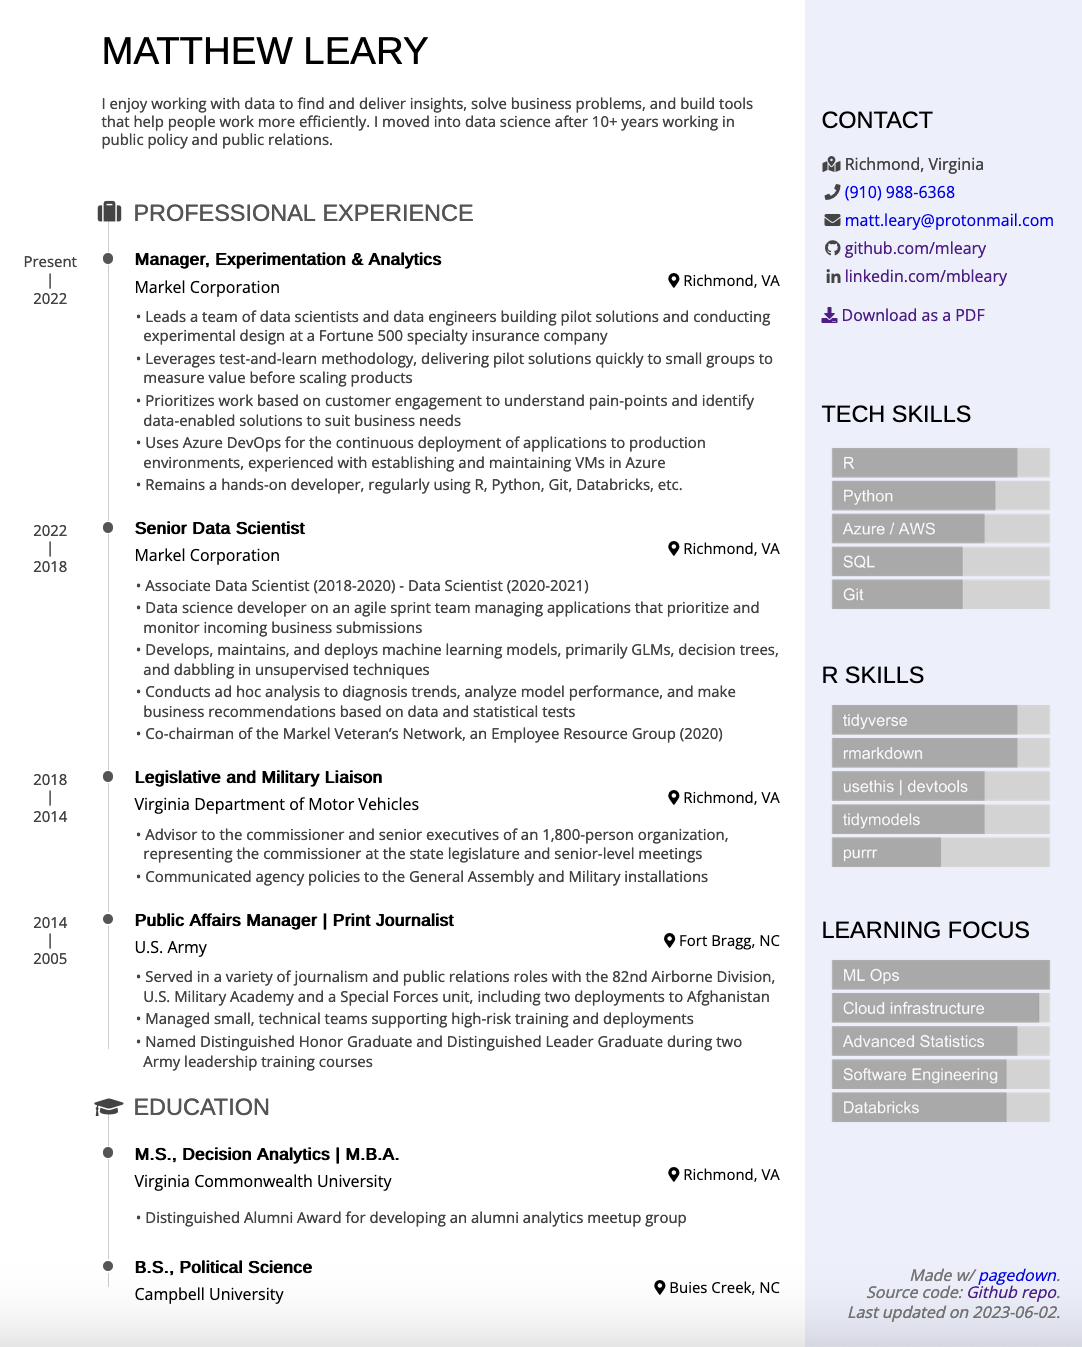 MATTHEW LEARY
I enjoy working with data to find and deliver insights, solve business problems, and build tools
that help people work more efficiently. I moved into data science after 10+ years working in
public policy and public relations.
PROFESSIONAL EXPERIENCE
Present
|
2022
Manager, Experimentation & Analytics
Markel Corporation
Richmond, VA
• Leads a team of data scientists and data engineers building pilot solutions and conducting
experimental design at a Fortune 500 specialty insurance company
• Leverages test-and-learn methodology, delivering pilot solutions quickly to small groups to
measure value before scaling products
• Prioritizes work based on customer engagement to understand pain-points and identify
data-enabled solutions to suit business needs
• Uses Azure DevOps for the continuous deployment of applications to production
environments, experienced with establishing and maintaining VMs in Azure
• Remains a hands-on developer, regularly using R, Python, Git, Databricks, etc.
2022
|
2018
Senior Data Scientist
Markel Corporation
Richmond, VA
• Associate Data Scientist (2018-2020) - Data Scientist (2020-2021)
• Data science developer on an agile sprint team managing applications that prioritize and
monitor incoming business submissions
• Develops, maintains, and deploys machine learning models, primarily GLMs, decision trees,
and dabbling in unsupervised techniques
• Conducts ad hoc analysis to diagnosis trends, analyze model performance, and make
business recommendations based on data and statistical tests
• Co-chairman of the Markel Veteran's Network, an Employee Resource Group (2020)
2018
|
2014
Legislative and Military Liaison
Virginia Department of Motor Vehicles
Richmond, VA
• Advisor to the commissioner and senior executives of an 1,800-person organization,
representing the commissioner at the state legislature and senior-level meetings
• Communicated agency policies to the General Assembly and Military installations
2014
|
2005
Public Affairs Manager | Print Journalist
U.S. Army
Fort Bragg, NC
• Served in a variety of journalism and public relations roles with the 82nd Airborne Division,
U.S. Military Academy and a Special Forces unit, including two deployments to Afghanistan
• Managed small, technical teams supporting high-risk training and deployments
• Named Distinguished Honor Graduate and Distinguished Leader Graduate during two
Army leadership training courses
EDUCATION
M.S., Decision Analytics | M.B.A.
Virginia Commonwealth University
Richmond, VA
• Distinguished Alumni Award for developing an alumni analytics meetup group
B.S., Political Science
Campbell University
Buies Creek, NC
CONTACT
Richmond, Virginia
(910) 988-6368
matt.leary@protonmail.com
github.com/mleary
linkedin.com/mbleary
Download as a PDF
TECH SKILLS
R
Python
Azure / AWS
SQL
Git
R SKILLS
tidyverse
rmarkdown
usethis | devtools
tidymodels
purrr
LEARNING FOCUS
ML Ops
Cloud infrastructure
Advanced Statistics
Software Engineering
Databricks
Made w/ pagedown.
Source code: Github repo.
Last updated on 2023-06-02.